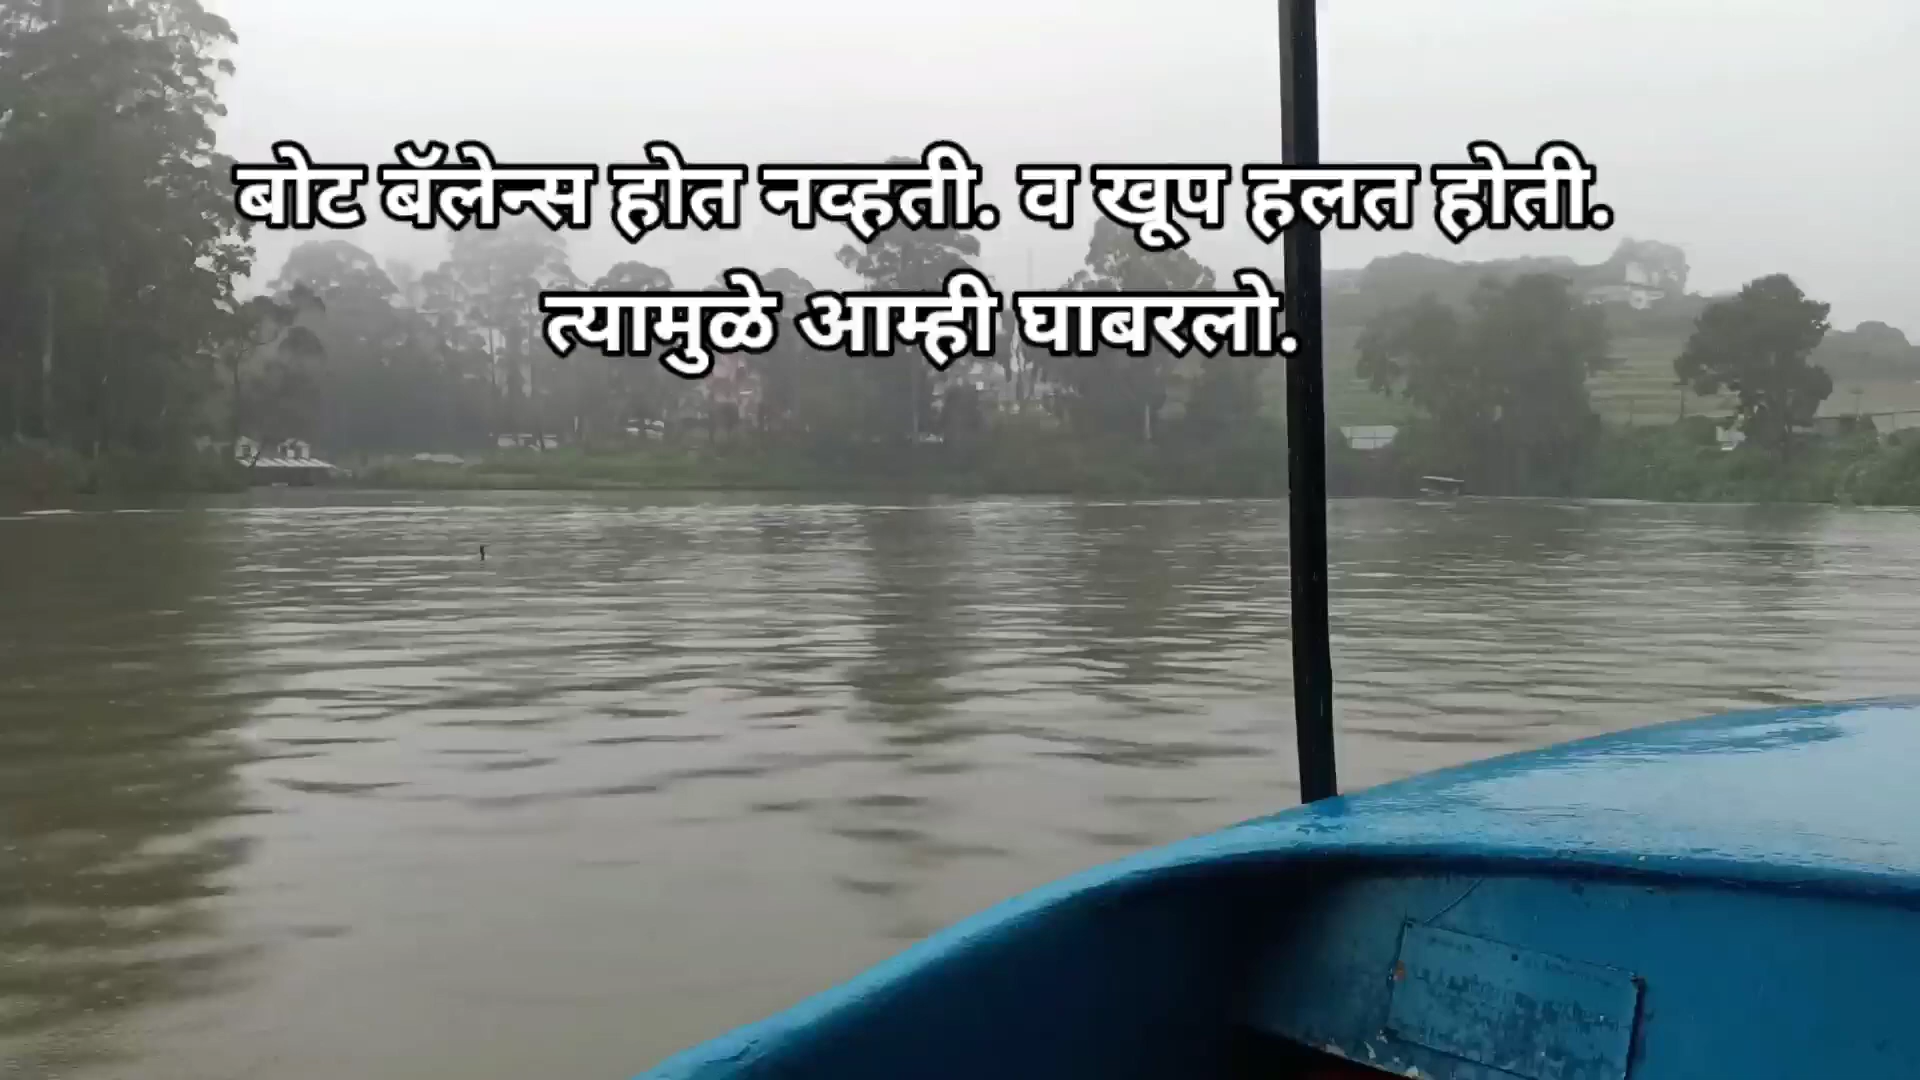 बोट बॅलेन्स होत नव्हती. व खूप हलत होती.
त्यामुळे आम्ही घाबरलो.